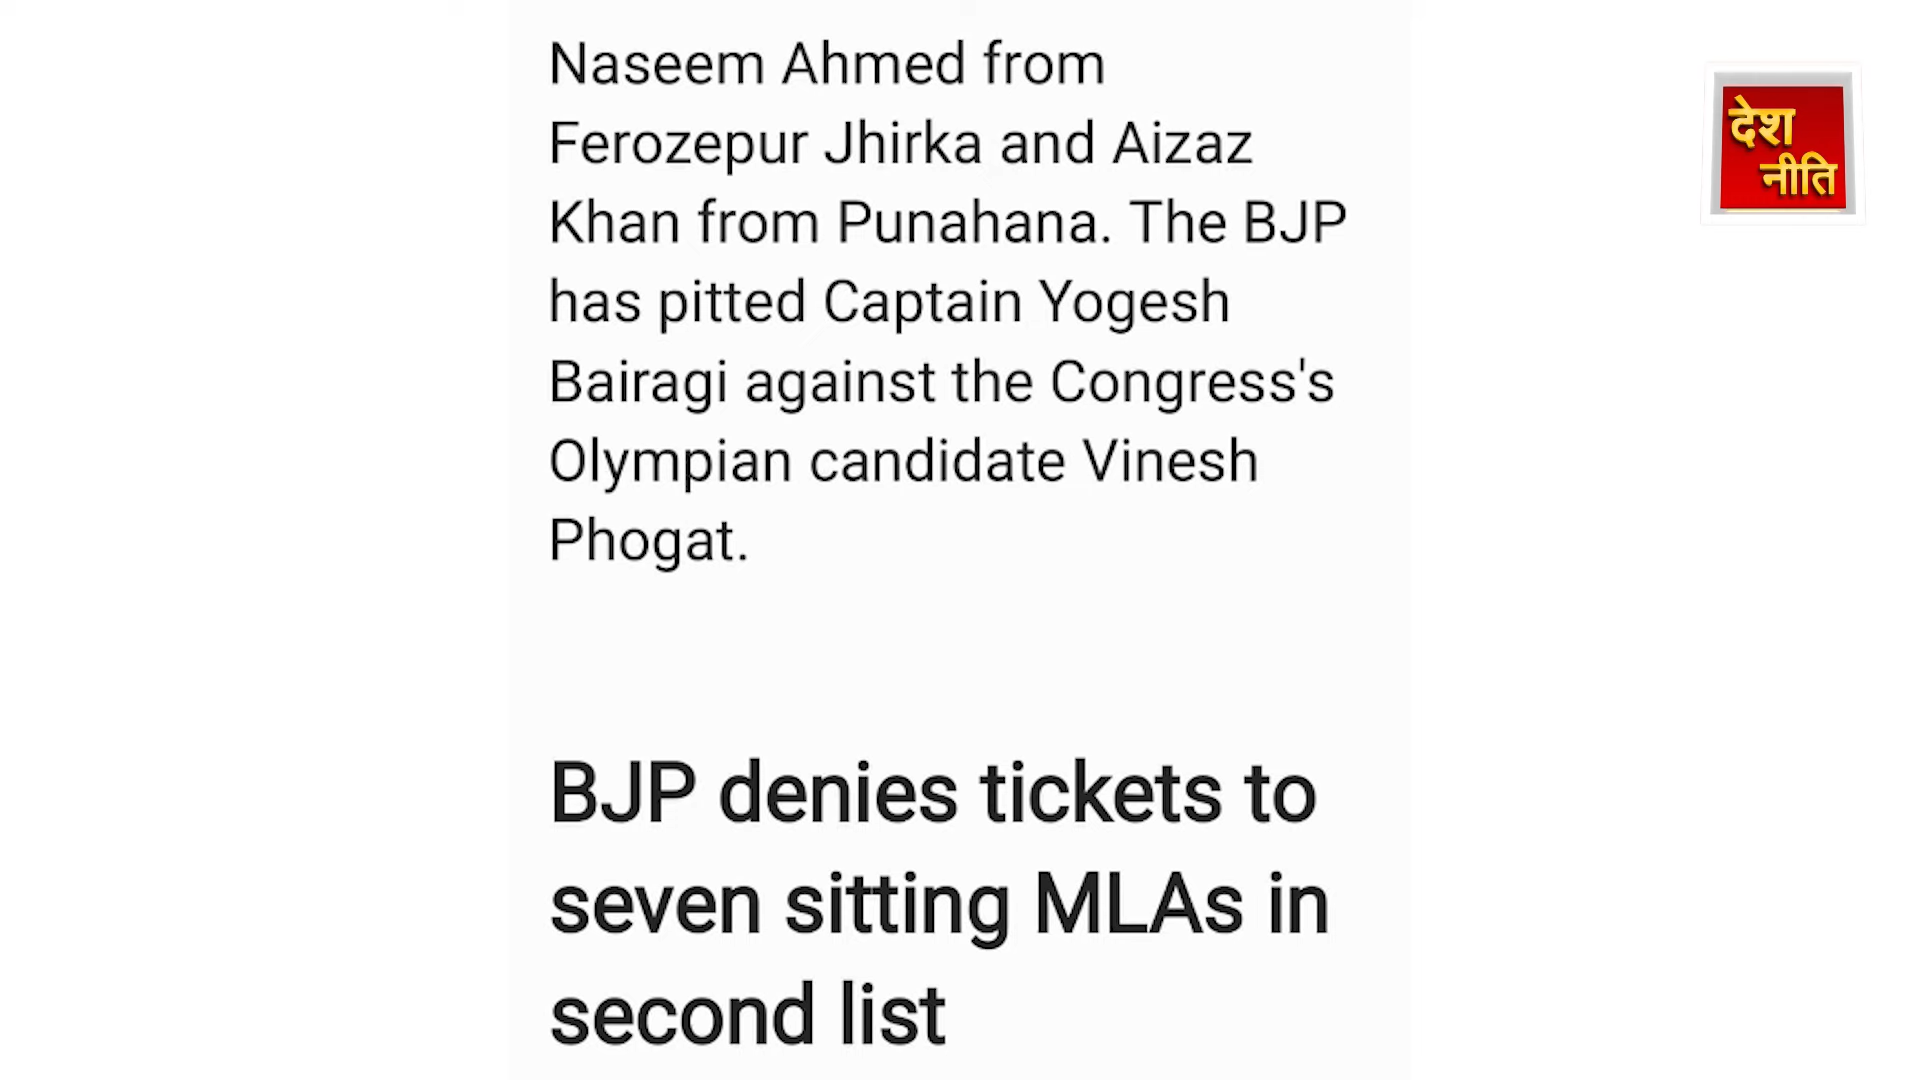 Naseem Ahmed from
Ferozepur Jhirka and Aizaz
Khan from Punahana. The BJP
has pitted Captain Yogesh
Bairagi against the Congress's
Olympian candidate Vinesh
Phogat.
BJP denies tickets to
seven sitting MLAs in
second list
देश
नीति